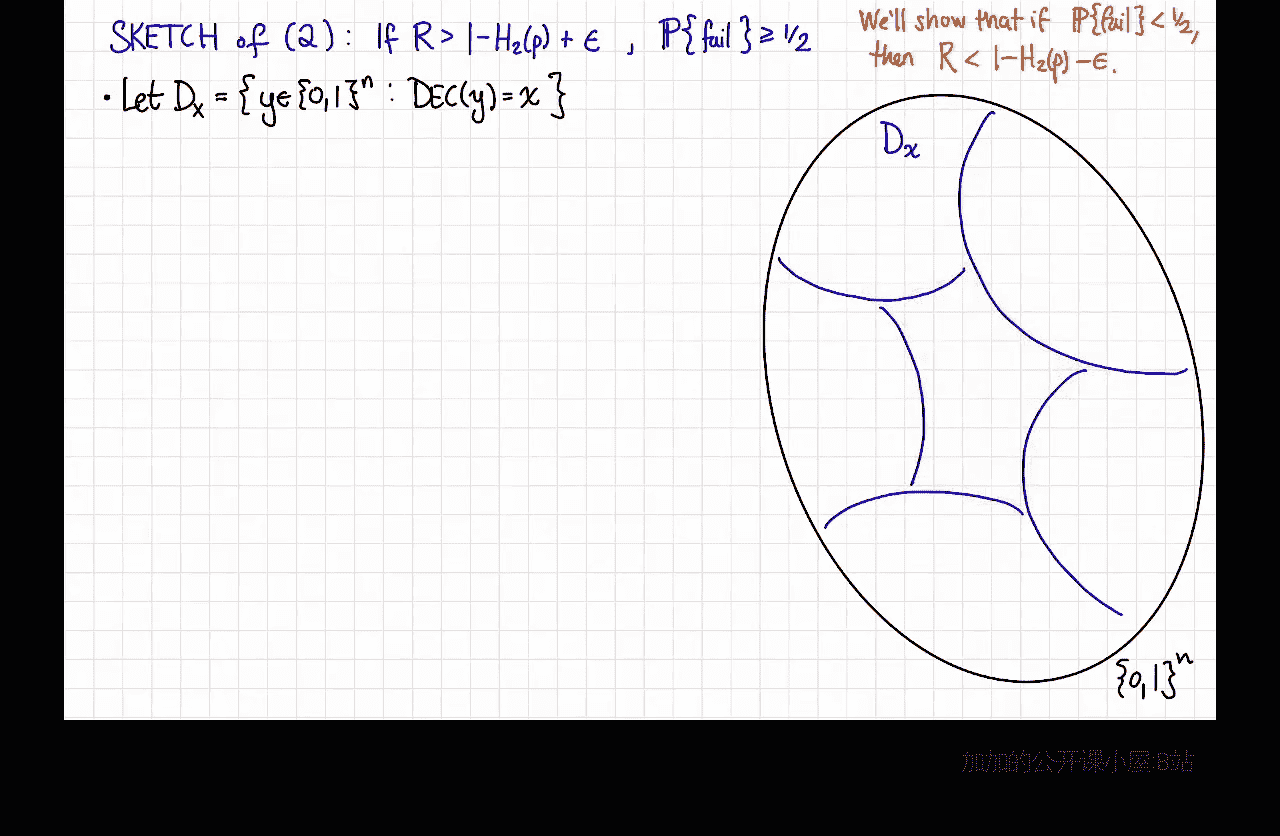 SKETCH of (2): If R > 1-H₂(p) + ε, ℙ{fail} ≥ 1/2
We'll show that if ℙ{fail} < 1/2,
then R < 1-H₂(p) - ε.
• Let Dₓ = {y∈{0,1}ⁿ : DEC(y) = x}
Dₓ
{0,1}ⁿ
加加的公开课小屋:B站